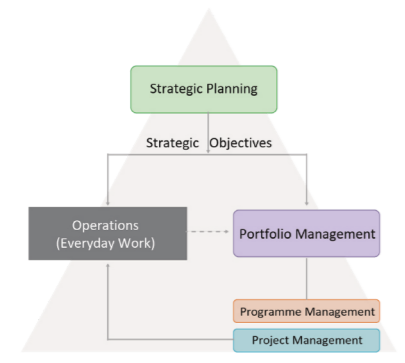 Strategic Planning
Strategic Objectives
Operations
(Everyday Work)
Portfolio Management
Programme Management
Project Management